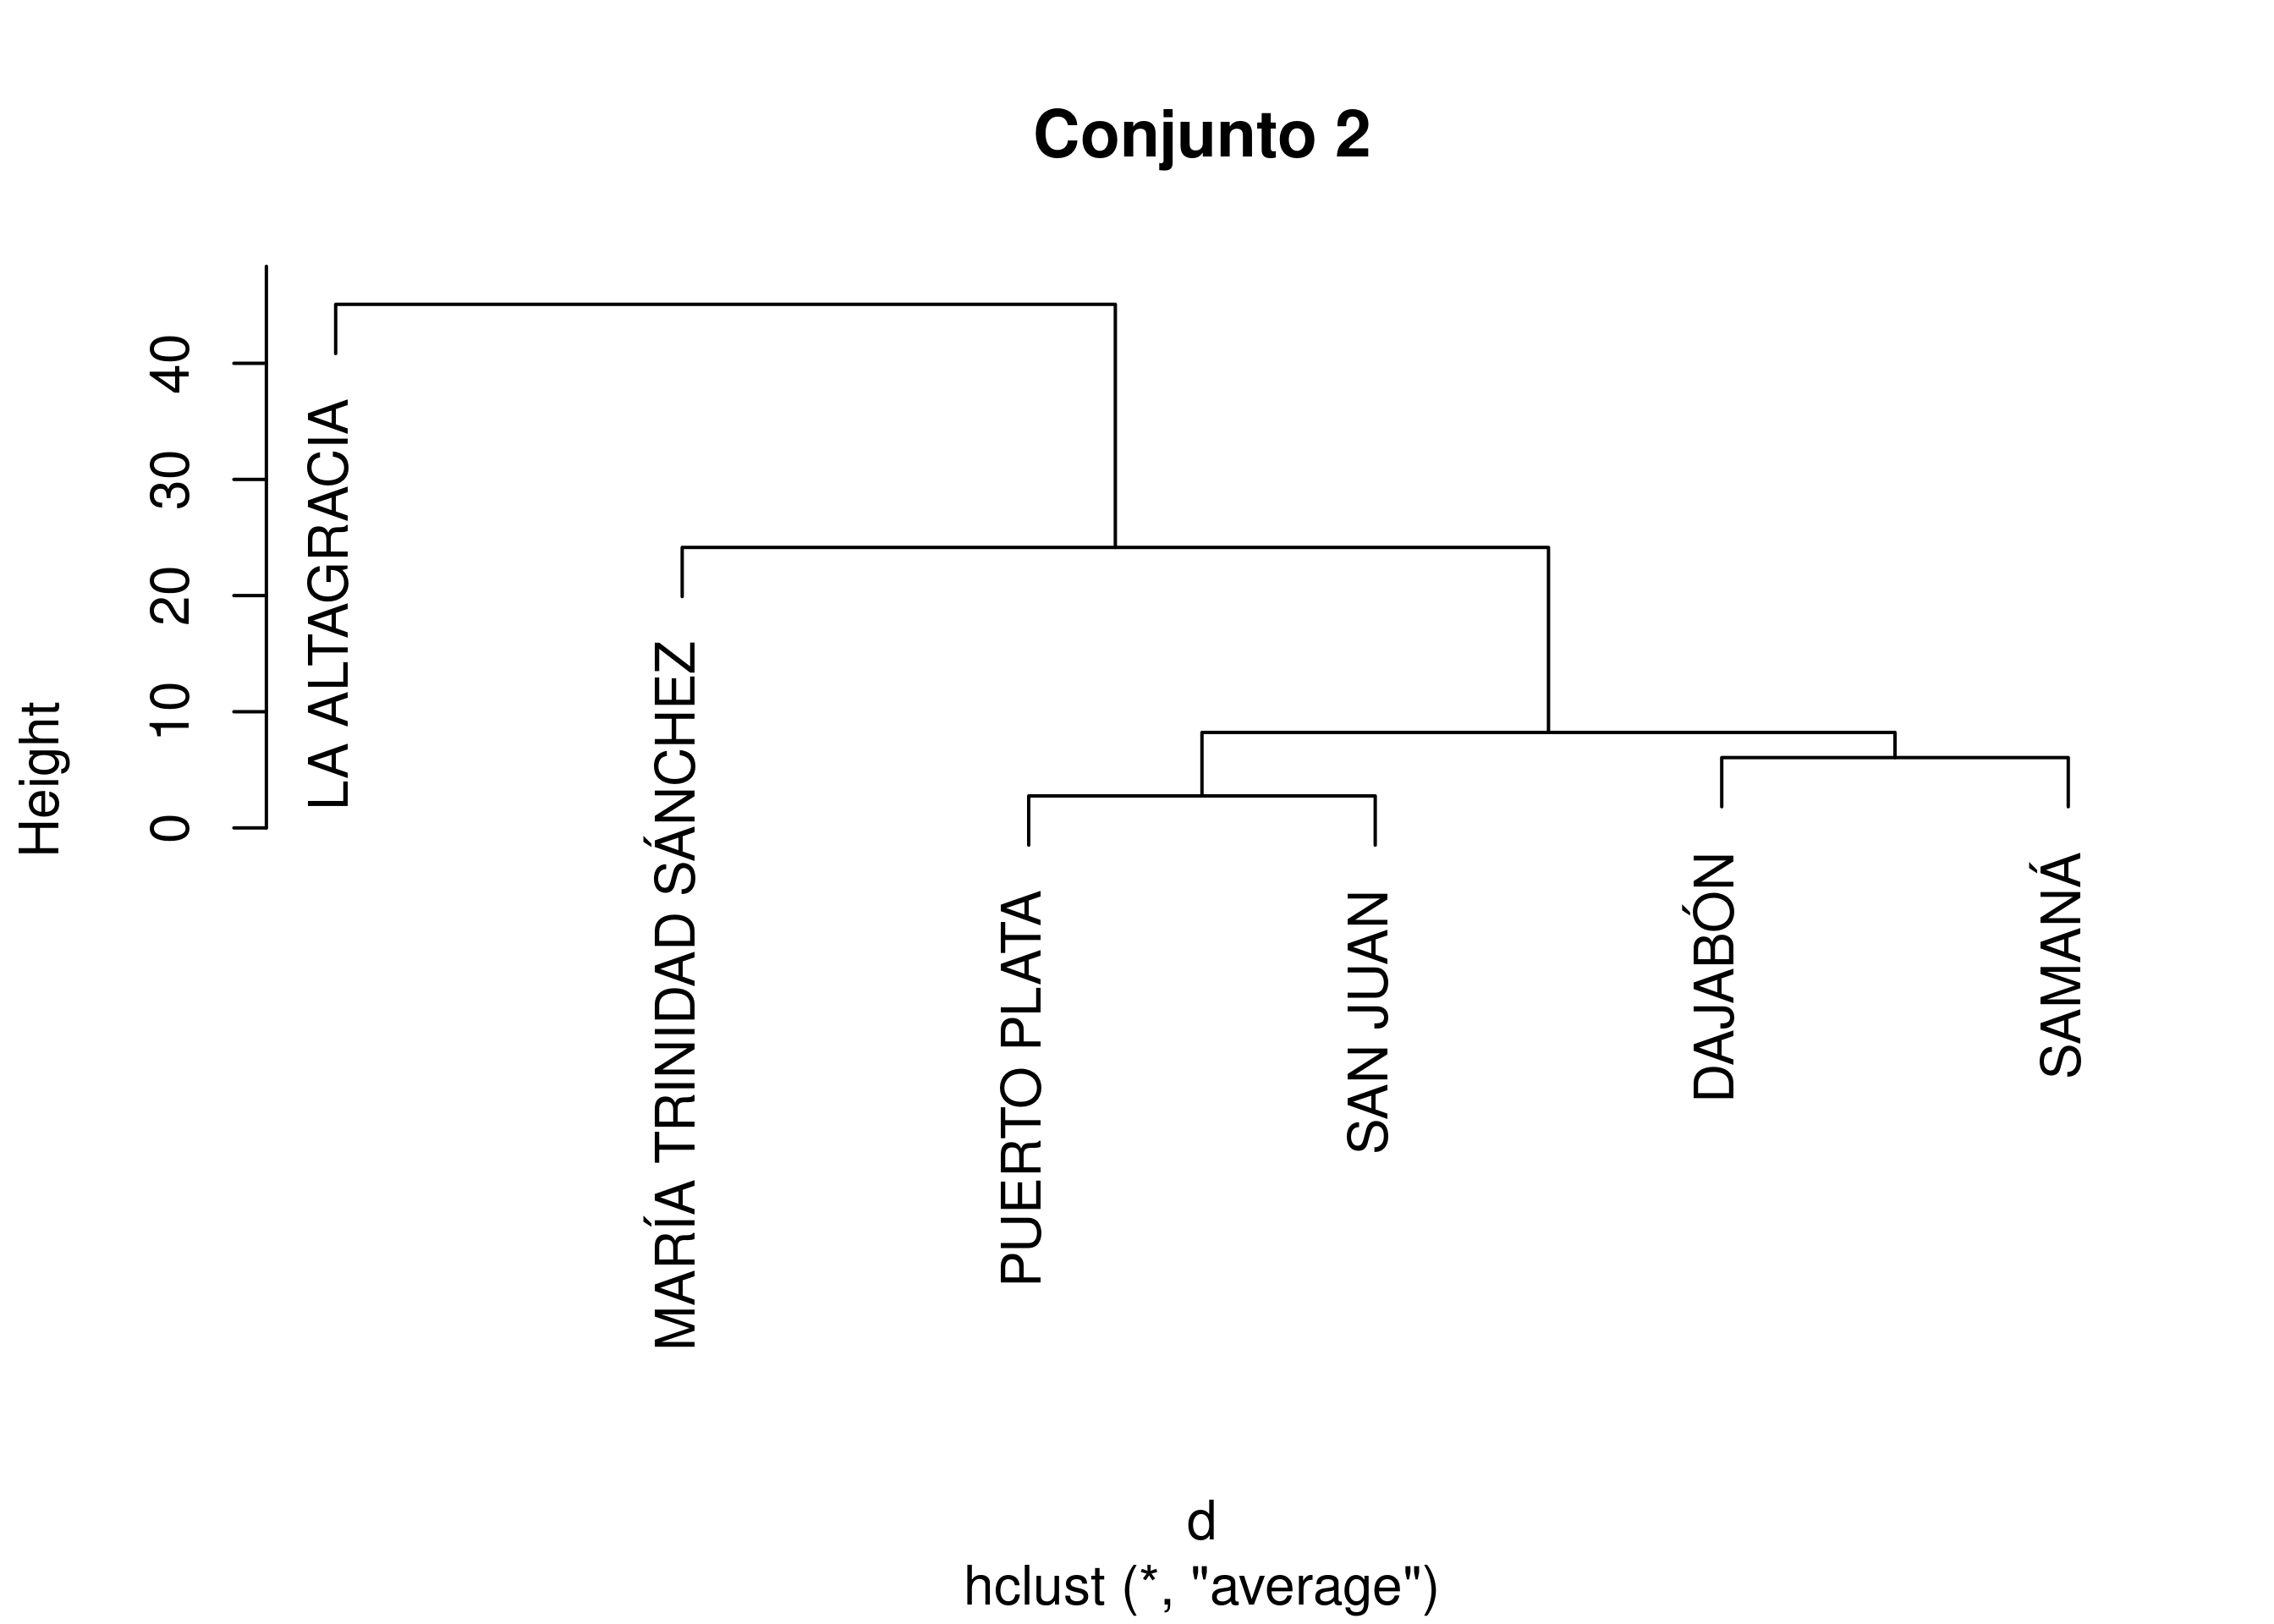 Conjunto 2
Height
0
10
20
30
40
LA ALTAGRACIA
MARÍA TRINIDAD SÁNCHEZ
PUERTO PLATA
SAN JUAN
DAJABÓN
SAMANÁ
d
hclust (*, "average")